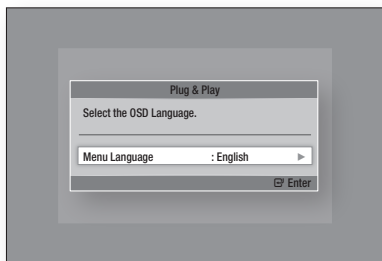 Plug & Play
Select the OSD Language.
Menu Language : English ►
Enter